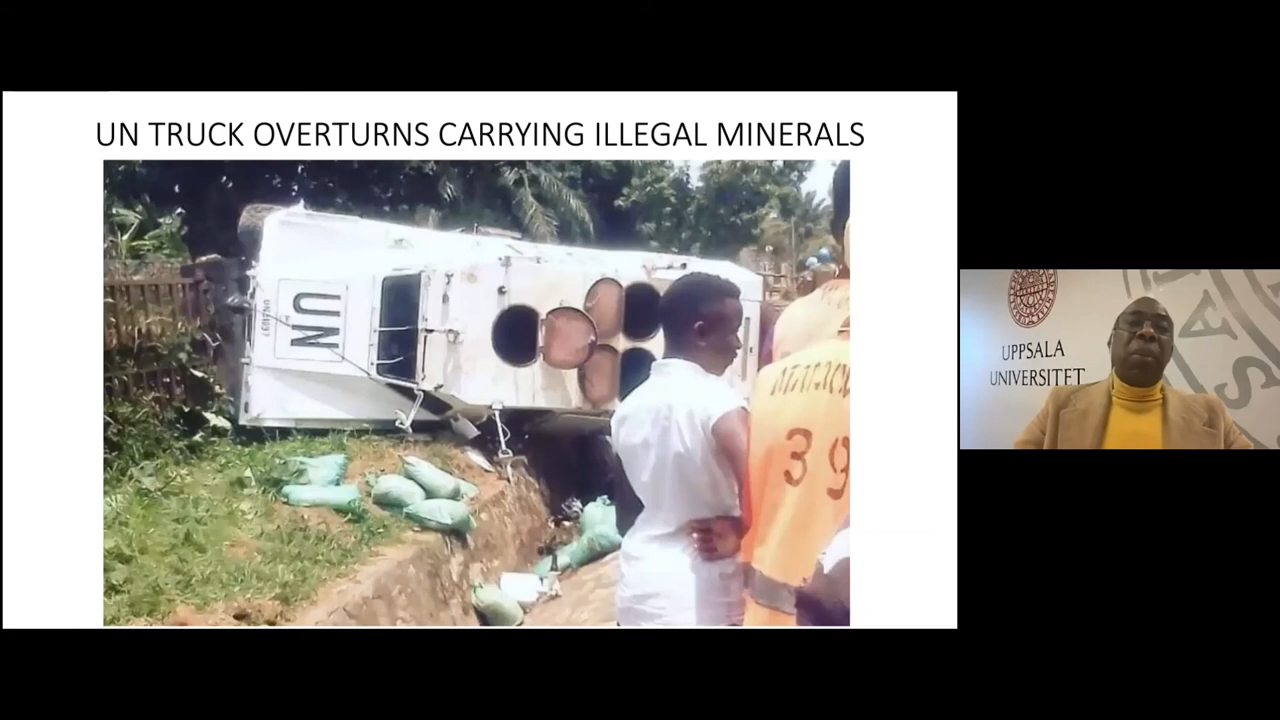 UN TRUCK OVERTURNS CARRYING ILLEGAL MINERALS
UN
39
UPPSALA
UNIVERSITET